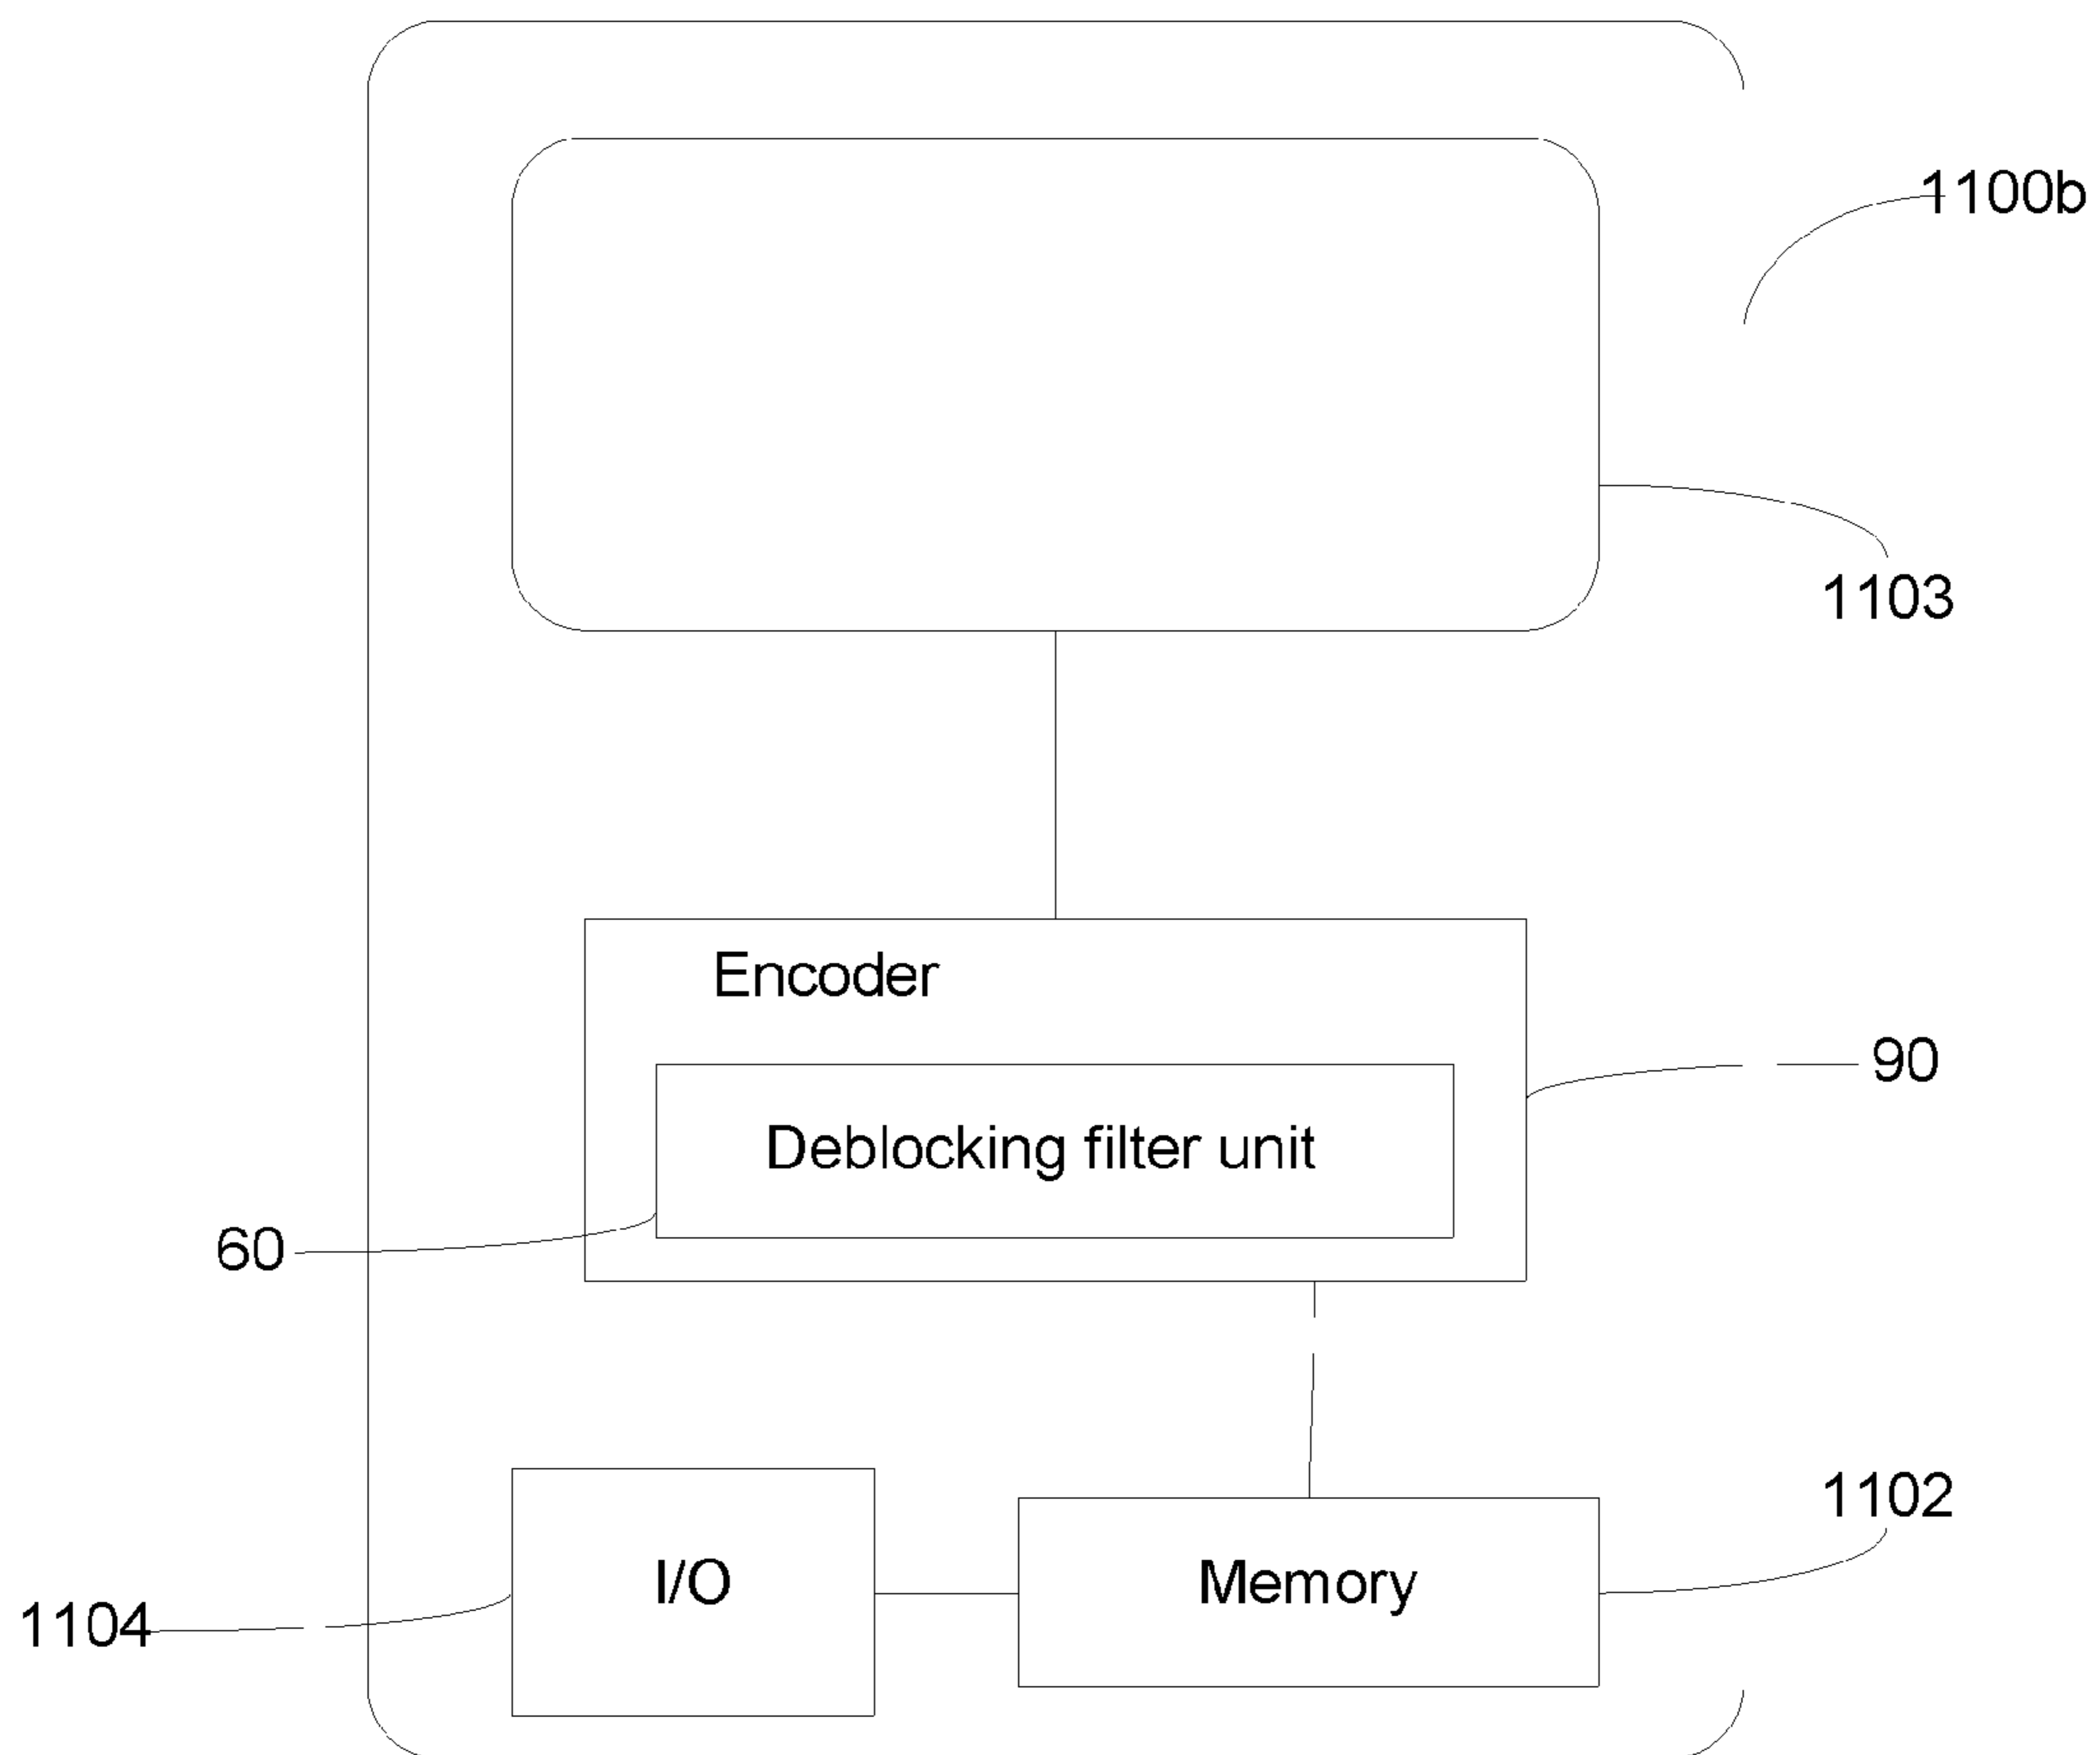 1100b
1103
Encoder
90
Deblocking filter unit
60
1102
I/O
Memory
1104